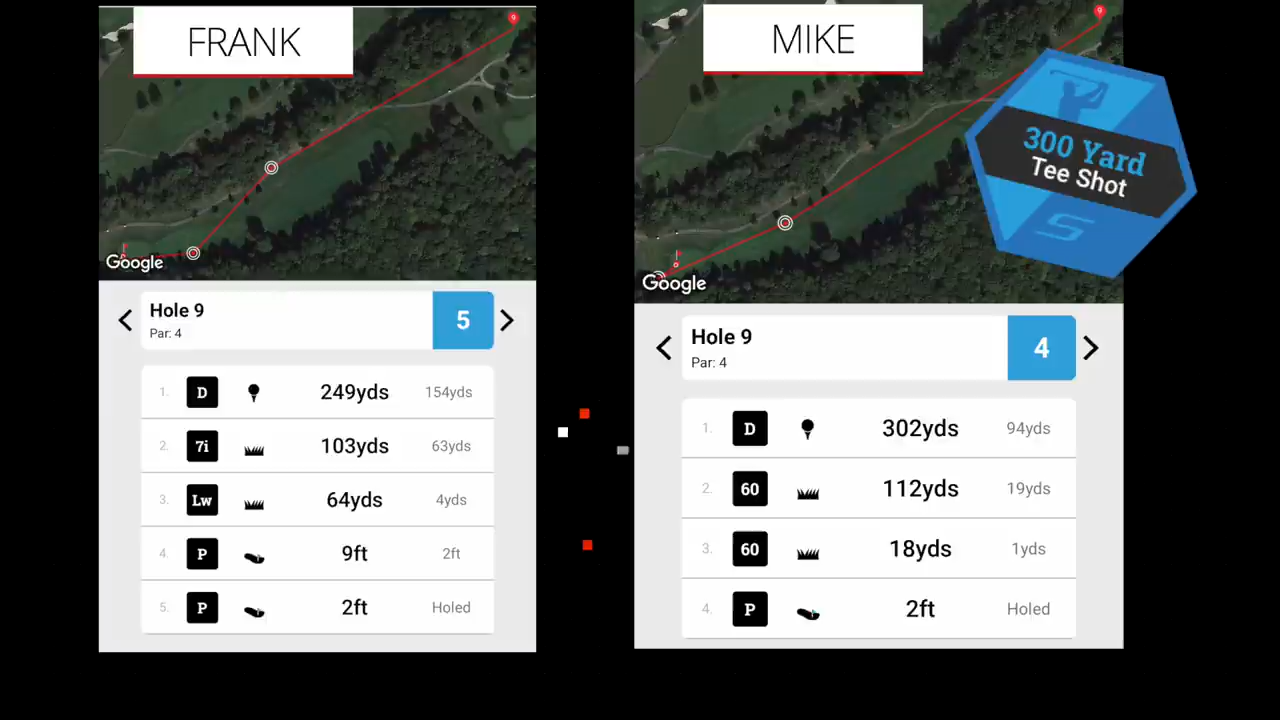 FRANK
9
Google
Hole 9
Par: 4
5
1. D 249yds 154yds
2. 7i 103yds 63yds
3. Lw 64yds 4yds
4. P 9ft 2ft
5. P 2ft Holed
MIKE
9
300 Yard
Tee Shot
S
Google
Hole 9
Par: 4
4
1. D 302yds 94yds
2. 60 112yds 19yds
3. 60 18yds 1yds
4. P 2ft Holed